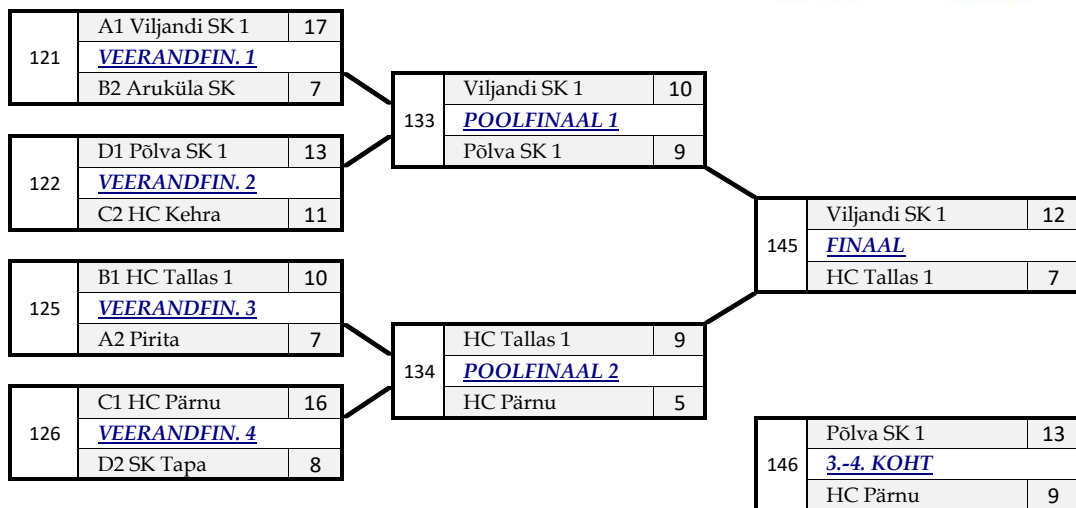 A1 Viljandi SK 1 17
121 VEERANDFIN. 1
B2 Aruküla SK 7
D1 Põlva SK 1 13
122 VEERANDFIN. 2
C2 HC Kehra 11
B1 HC Tallas 1 10
125 VEERANDFIN. 3
A2 Pirita 7
C1 HC Pärnu 16
126 VEERANDFIN. 4
D2 SK Tapa 8
Viljandi SK 1 10
133 POOLFINAAL 1
Põlva SK 1 9
HC Tallas 1 9
134 POOLFINAAL 2
HC Pärnu 5
Viljandi SK 1 12
145 FINAAL
HC Tallas 1 7
Põlva SK 1 13
146 3.-4. KOHT
HC Pärnu 9